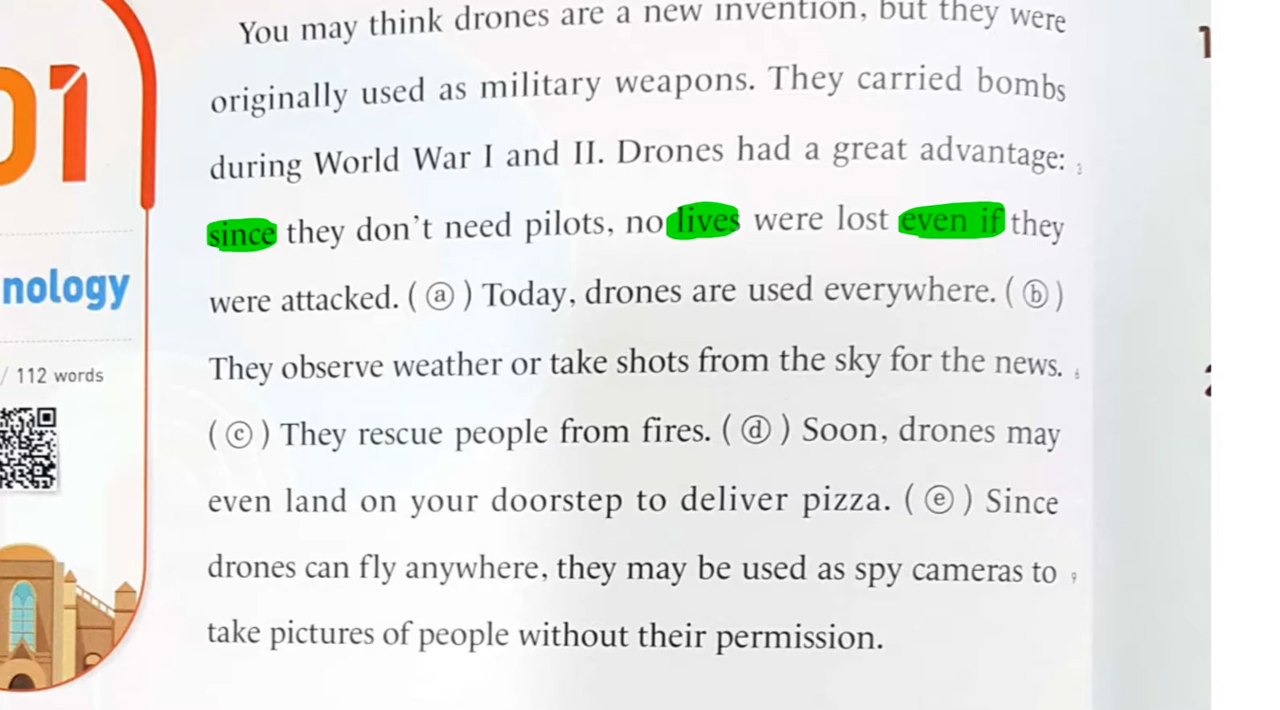 You may think drones are a new invention, but they were
originally used as military weapons. They carried bombs
during World War I and II. Drones had a great advantage: 3
since they don't need pilots, no lives were lost even if they
were attacked. ( ⓐ ) Today, drones are used everywhere. ( ⓑ )
They observe weather or take shots from the sky for the news. 6
( ⓒ ) They rescue people from fires. ( ⓓ ) Soon, drones may
even land on your doorstep to deliver pizza. ( ⓔ ) Since
drones can fly anywhere, they may be used as spy cameras to 9
take pictures of people without their permission.
01
nology
/ 112 words
1